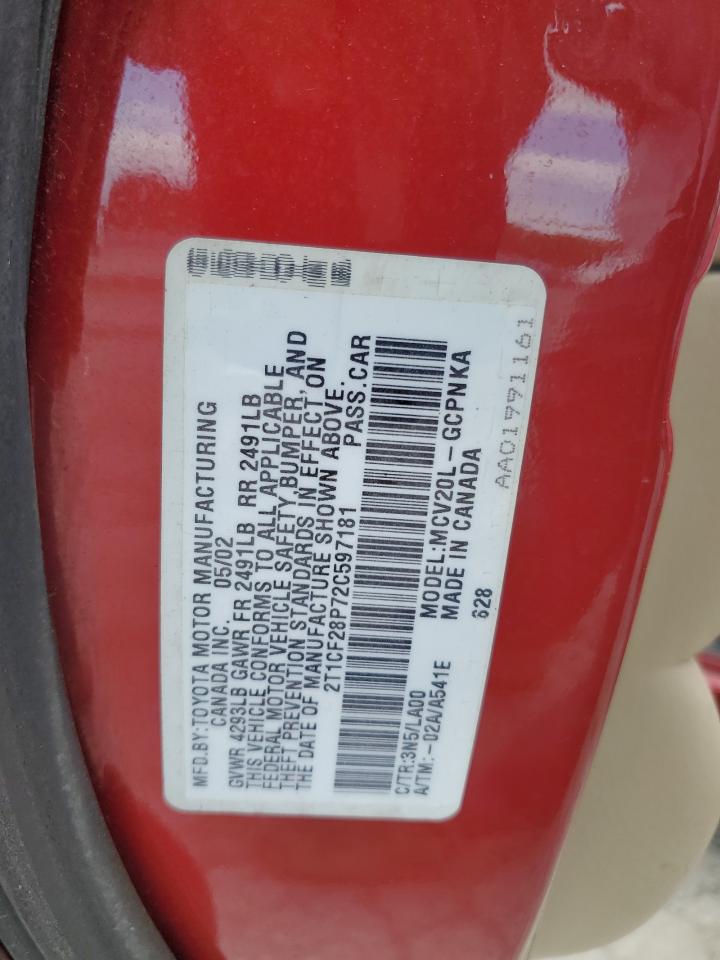 MFD.BY:TOYOTA MOTOR MANUFACTURING
CANADA INC. 05/02
GVWR 4293LB GAWR FR 2491LB RR 2491LB
THIS VEHICLE CONFORMS TO ALL APPLICABLE
FEDERAL MOTOR VEHICLE SAFETY, BUMPER, AND
THEFT PREVENTION STANDARDS IN EFFECT ON
THE DATE OF MANUFACTURE SHOWN ABOVE.
2T1CF28P72C597181 PASS.CAR
C/TR:3N5/LA00 MODEL:MCV20L-GCPNKA
A/TM:-02A/A541E MADE IN CANADA
628
AA01771161